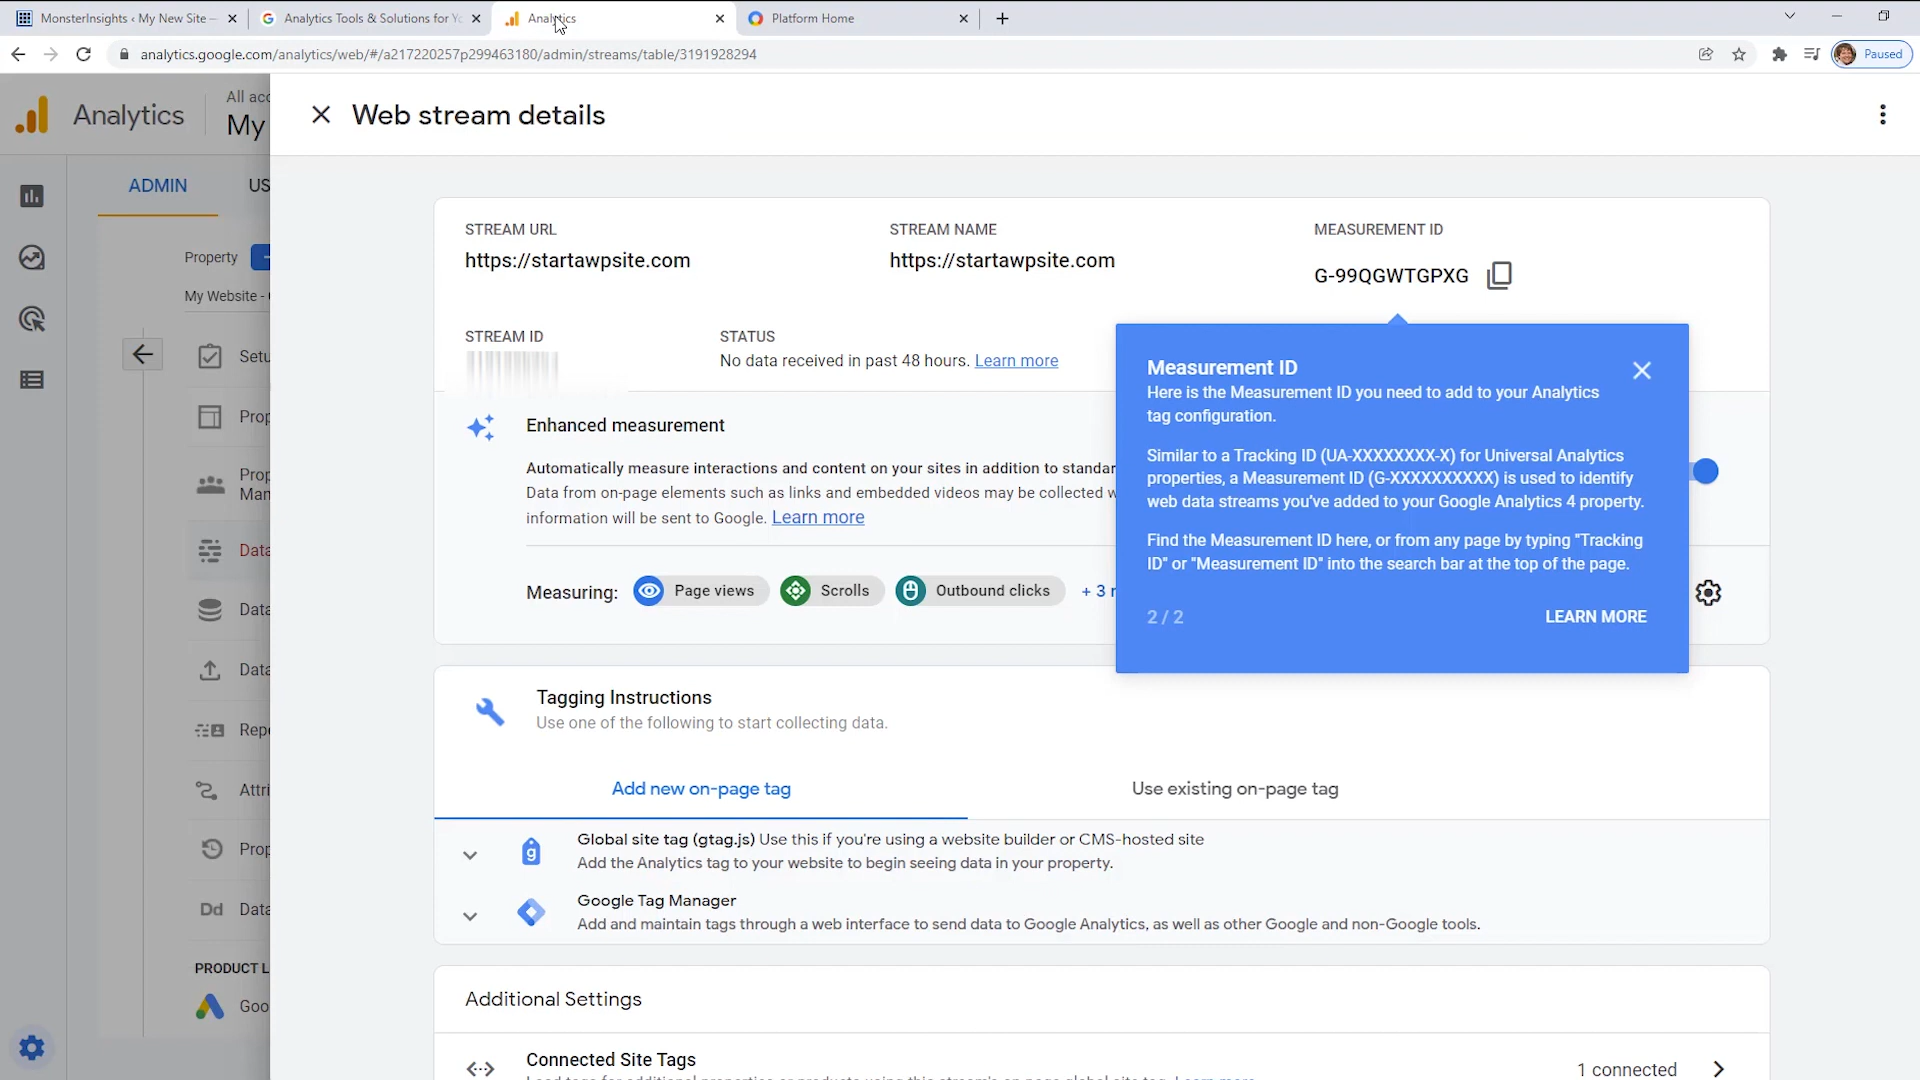 MonsterInsights ‹ My New Site –
Analytics Tools & Solutions for Yo
Analytics
Platform Home
analytics.google.com/analytics/web/#/a217220257p299463180/admin/streams/table/3191928294
Paused
Analytics
All acc
My
Web stream details
ADMIN
US
Property
My Website -
Setu
Prop
Prop
Man
Data
Data
Data
Repo
Attri
Prop
Dd
Data
PRODUCT L
Goo
STREAM URL
https://startawpsite.com
STREAM NAME
https://startawpsite.com
MEASUREMENT ID
G-99QGWTGPXG
STREAM ID
STATUS
No data received in past 48 hours. Learn more
Enhanced measurement
Automatically measure interactions and content on your sites in addition to standar
Data from on-page elements such as links and embedded videos may be collected w
information will be sent to Google. Learn more
Measuring: Page views Scrolls Outbound clicks + 3
Measurement ID
Here is the Measurement ID you need to add to your Analytics
tag configuration.
Similar to a Tracking ID (UA-XXXXXXXX-X) for Universal Analytics
properties, a Measurement ID (G-XXXXXXXXXX) is used to identify
web data streams you've added to your Google Analytics 4 property.
Find the Measurement ID here, or from any page by typing "Tracking
ID" or "Measurement ID" into the search bar at the top of the page.
2 / 2
LEARN MORE
Tagging Instructions
Use one of the following to start collecting data.
Add new on-page tag
Use existing on-page tag
g
Global site tag (gtag.js) Use this if you're using a website builder or CMS-hosted site
Add the Analytics tag to your website to begin seeing data in your property.
Google Tag Manager
Add and maintain tags through a web interface to send data to Google Analytics, as well as other Google and non-Google tools.
Additional Settings
Connected Site Tags
1 connected